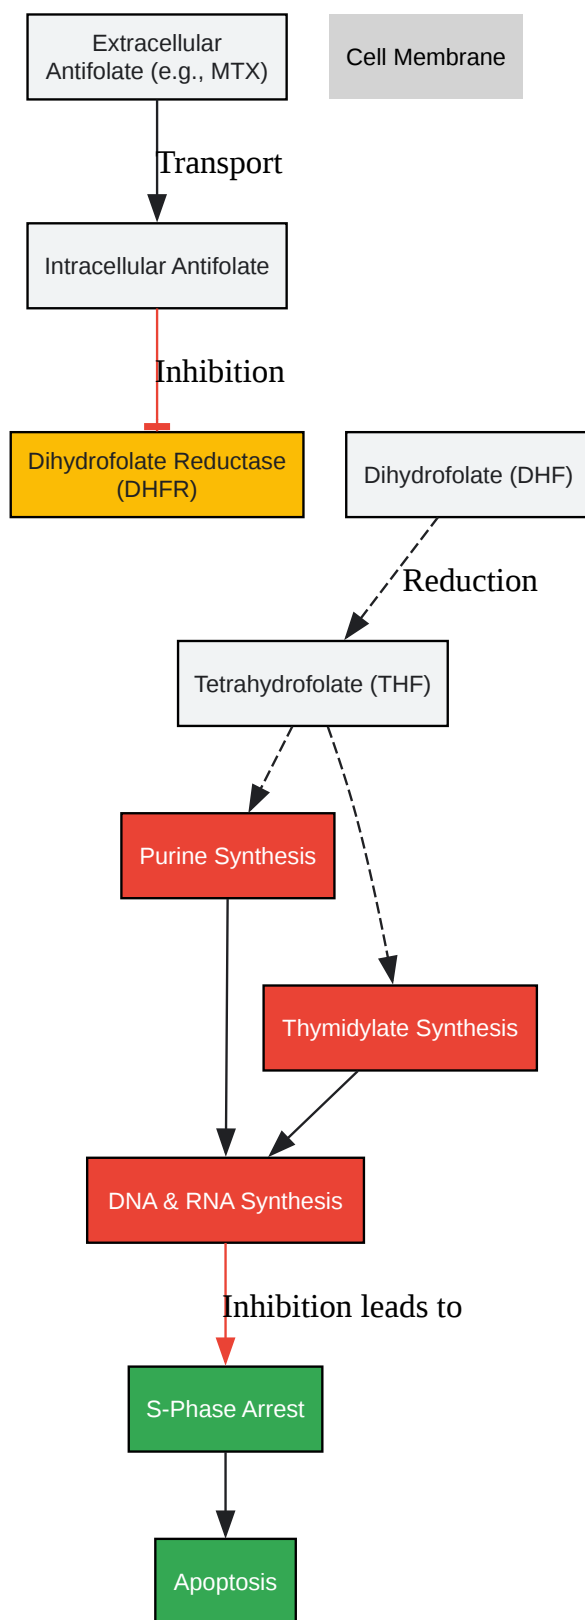 Extracellular
Antifolate (e.g., MTX)
Cell Membrane
Transport
Intracellular Antifolate
Inhibition
Dihydrofolate Reductase
(DHFR)
Dihydrofolate (DHF)
Reduction
Tetrahydrofolate (THF)
Purine Synthesis
Thymidylate Synthesis
DNA & RNA Synthesis
Inhibition leads to
S-Phase Arrest
Apoptosis